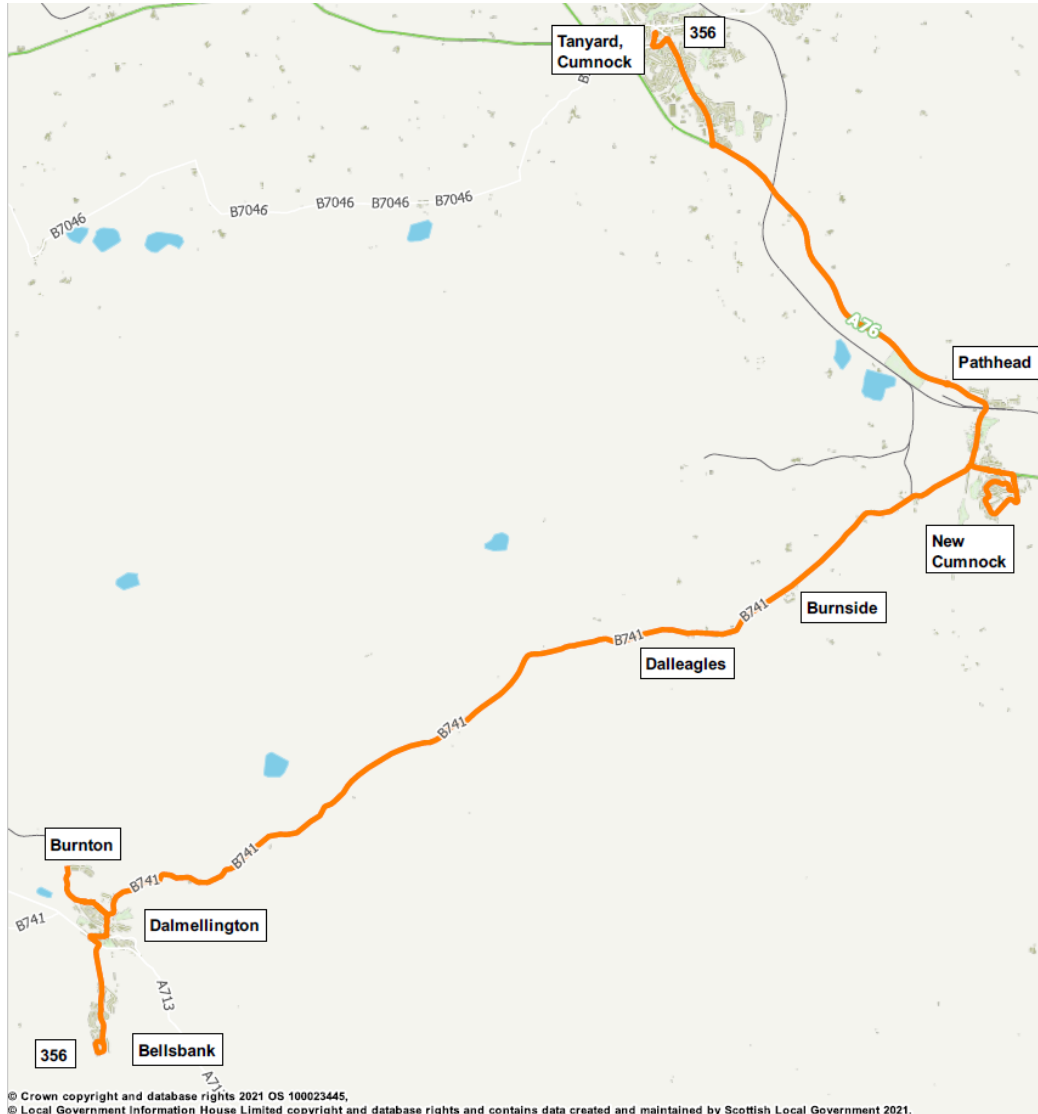 Tanyard,
Cumnock
356
B7046
B7046
B7046
B7046
B7046
A76
Pathhead
New
Cumnock
Burnside
B741
B741
Dalleagles
B741
B741
Burnton
B741
B741
Dalmellington
A713
Bellsbank
356
© Crown copyright and database rights 2021 OS 100023445,
© Local Government Information House Limited copyright and database rights and contains data created and maintained by Scottish Local Government 2021.